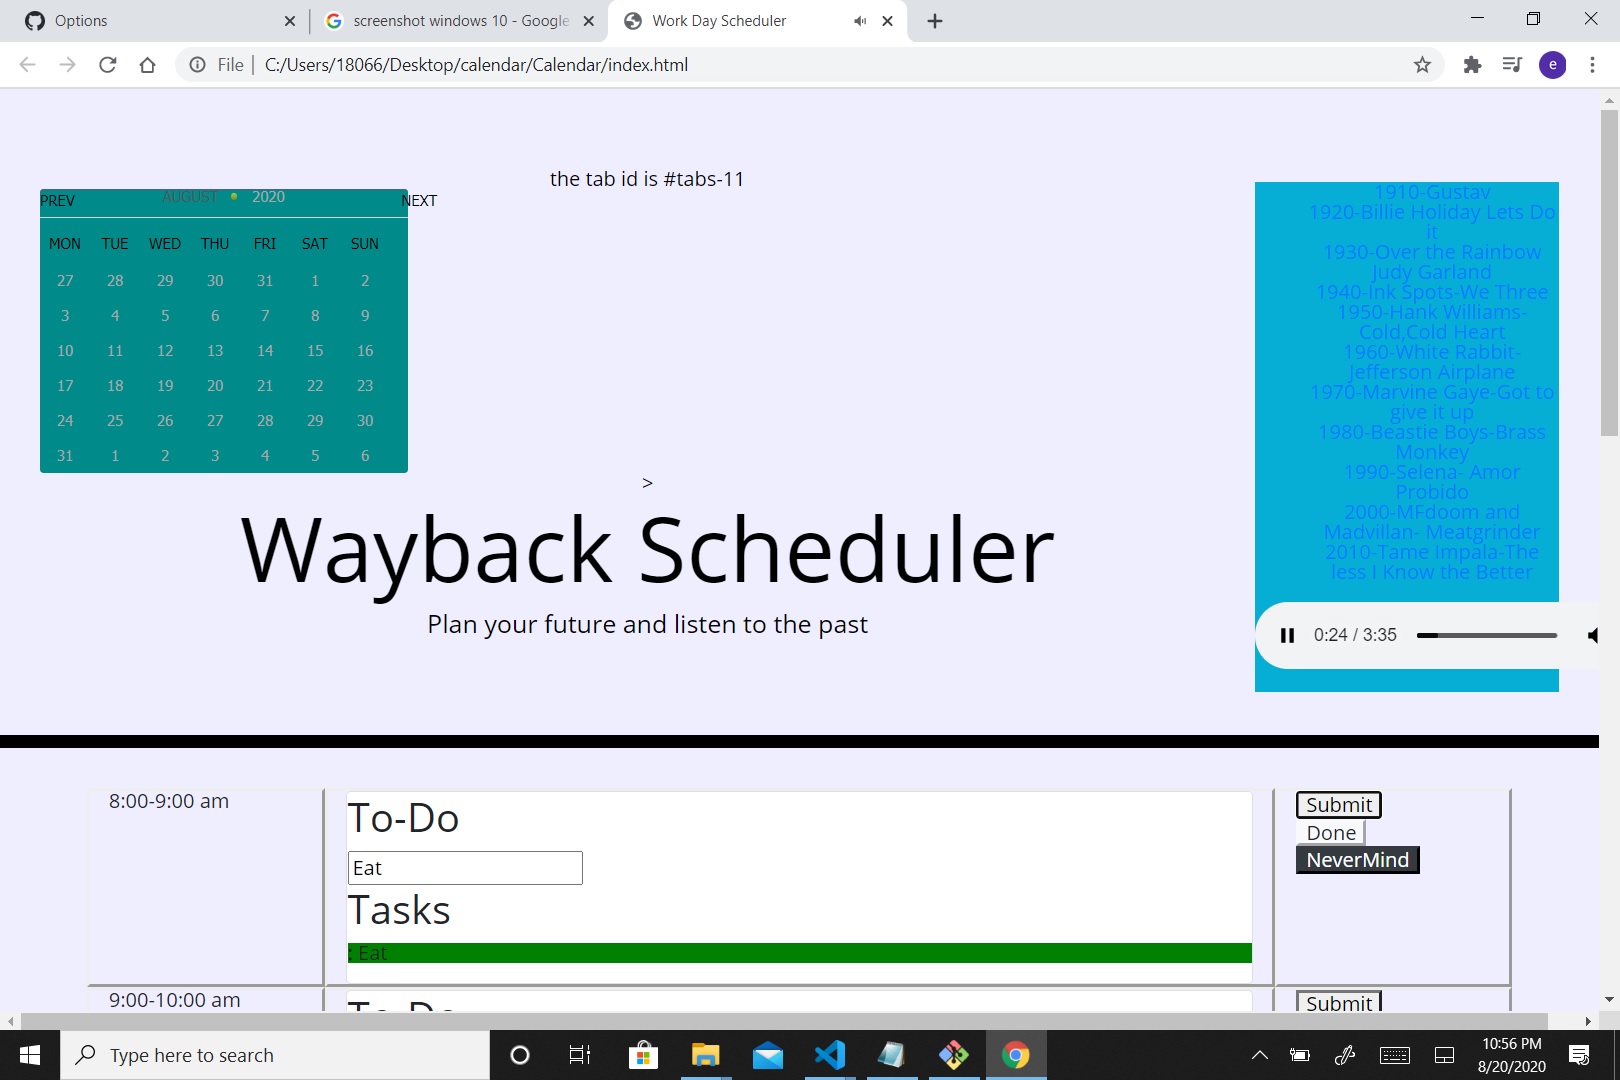 Options
screenshot windows 10 - Google
Work Day Scheduler
File
C:/Users/18066/Desktop/calendar/Calendar/index.html
e
the tab id is #tabs-11
PREV AUGUST 2020 NEXT
MON TUE WED THU FRI SAT SUN
27 28 29 30 31 1 2
3 4 5 6 7 8 9
10 11 12 13 14 15 16
17 18 19 20 21 22 23
24 25 26 27 28 29 30
31 1 2 3 4 5 6
>
Wayback Scheduler
Plan your future and listen to the past
1910-Gustav
1920-Billie Holiday Lets Do
it
1930-Over the Rainbow
Judy Garland
1940-Ink Spots-We Three
1950-Hank Williams-
Cold,Cold Heart
1960-White Rabbit-
Jefferson Airplane
1970-Marvine Gaye-Got to
give it up
1980-Beastie Boys-Brass
Monkey
1990-Selena- Amor
Probido
2000-MFdoom and
Madvillan- Meatgrinder
2010-Tame Impala-The
less I Know the Better
0:24 / 3:35
8:00-9:00 am
To-Do
Eat
Tasks
: Eat
Submit
Done
NeverMind
9:00-10:00 am
To-Do
Submit
Type here to search
10:56 PM
8/20/2020